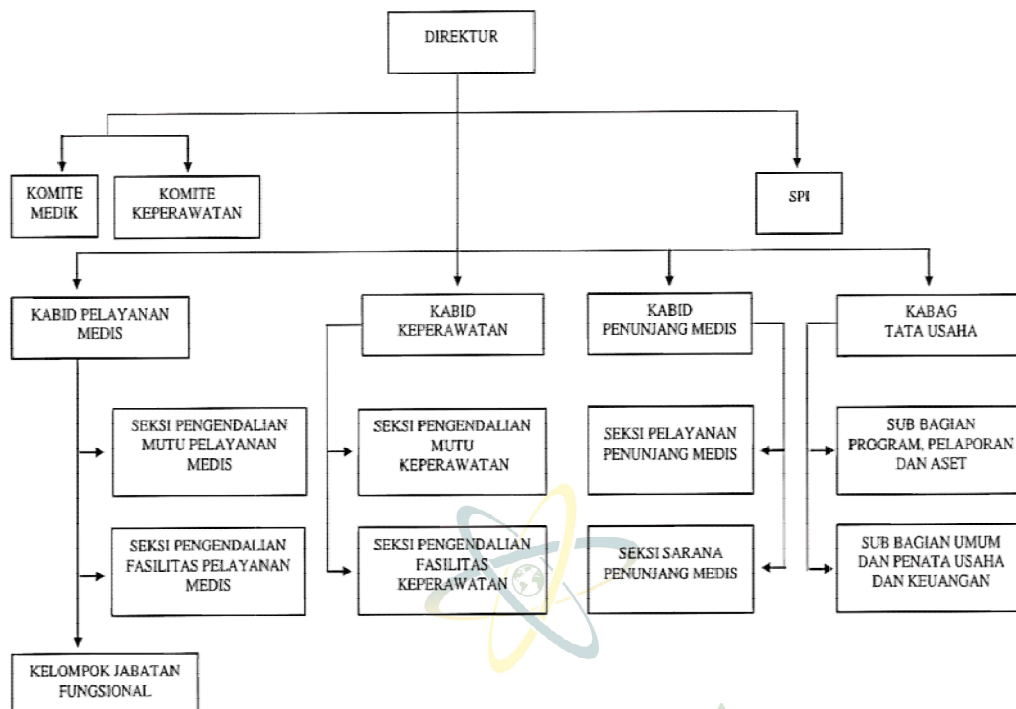 DIREKTUR
KOMITE
MEDIK
KOMITE
KEPERAWATAN
SPI
KABID PELAYANAN
MEDIS
KABID
KEPERAWATAN
KABID
PENUNJANG MEDIS
KABAG
TATA USAHA
SEKSI PENGENDALIAN
MUTU PELAYANAN
MEDIS
SEKSI PENGENDALIAN
MUTU
KEPERAWATAN
SEKSI PELAYANAN
PENUNJANG MEDIS
SUB BAGIAN
PROGRAM, PELAPORAN
DAN ASET
SEKSI PENGENDALIAN
FASILITAS PELAYANAN
MEDIS
SEKSI PENGENDALIAN
FASILITAS
KEPERAWATAN
SEKSI SARANA
PENUNJANG MEDIS
SUB BAGIAN UMUM
DAN PENATA USAHA
DAN KEUANGAN
KELOMPOK JABATAN
FUNGSIONAL